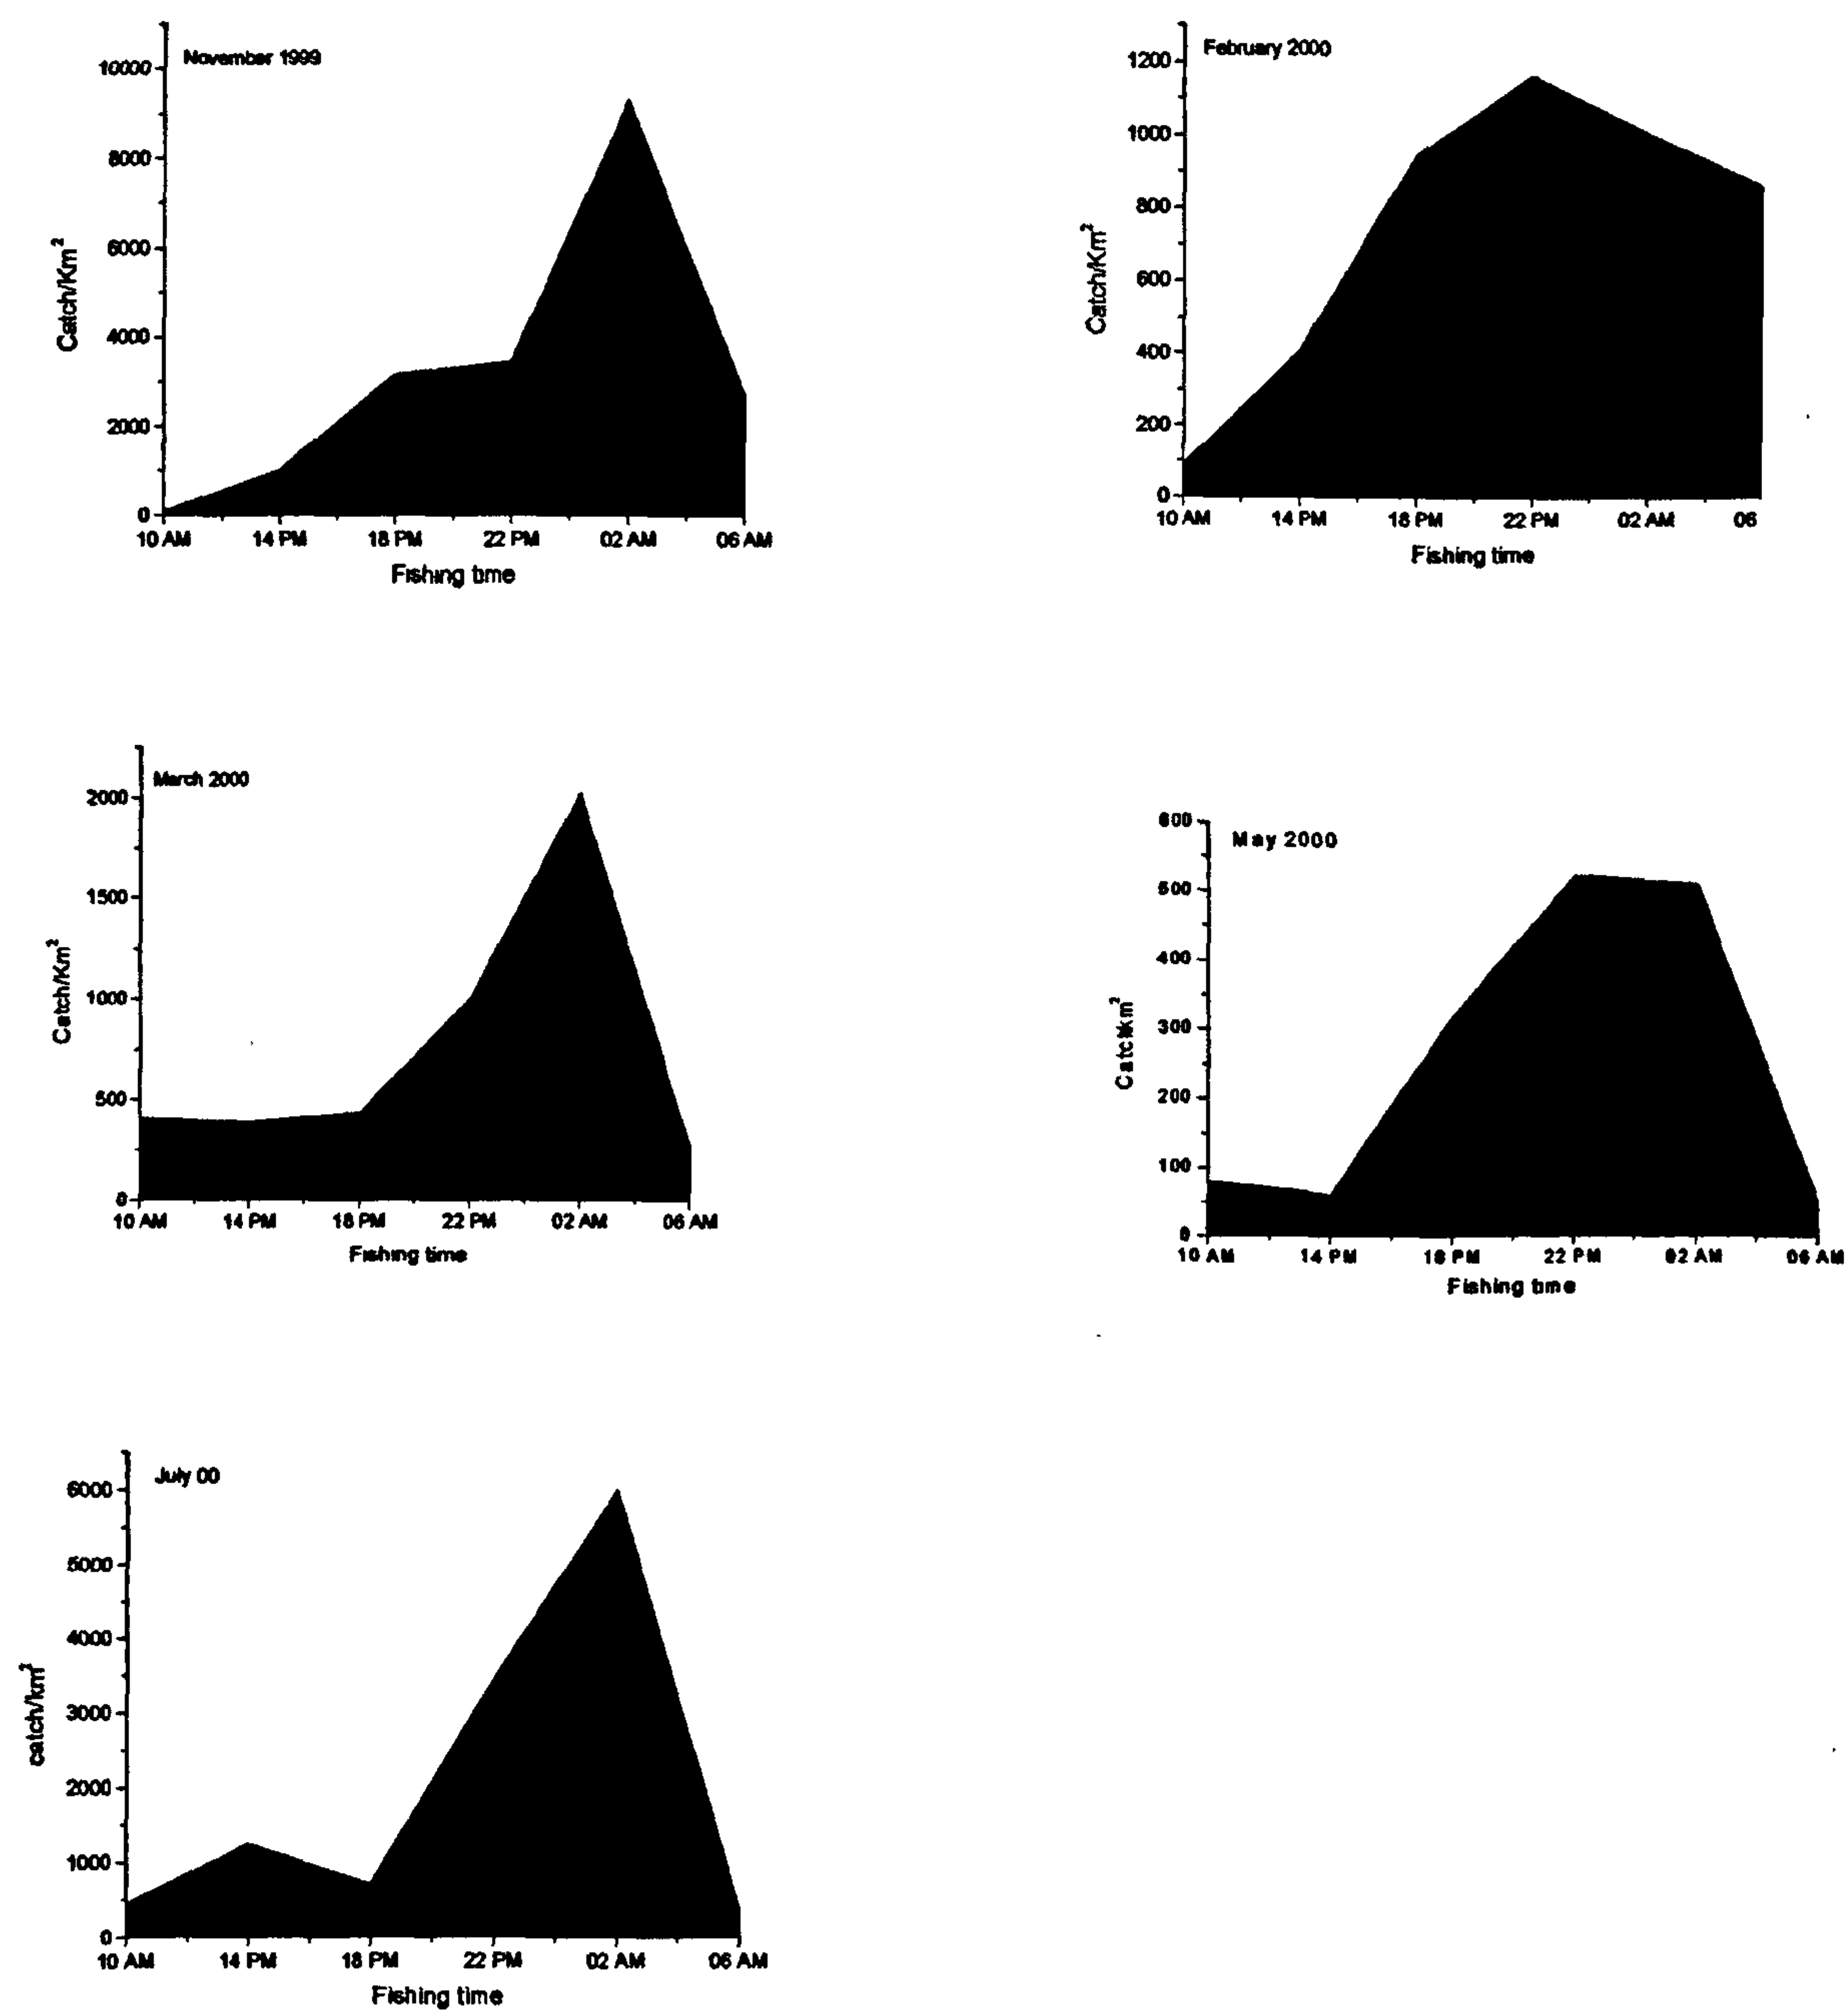 November 1999
10000
8000
6000
4000
2000
0
Catch/Km²
10 AM 14 PM 18 PM 22 PM 02 AM 06 AM
Fishing time
February 2000
1200
1000
800
600
400
200
0
Catch/Km²
10 AM 14 PM 18 PM 22 PM 02 AM 06
Fishing time
March 2000
2000
1500
1000
500
0
Catch/Km²
10 AM 14 PM 18 PM 22 PM 02 AM 06 AM
Fishing time
May 2000
600
500
400
300
200
100
0
Catch/km²
10 AM 14 PM 18 PM 22 PM 02 AM 06 AM
Fishing time
July 00
6000
5000
4000
3000
2000
1000
0
catch/km²
10 AM 14 PM 18 PM 22 PM 02 AM 06 AM
Fishing time